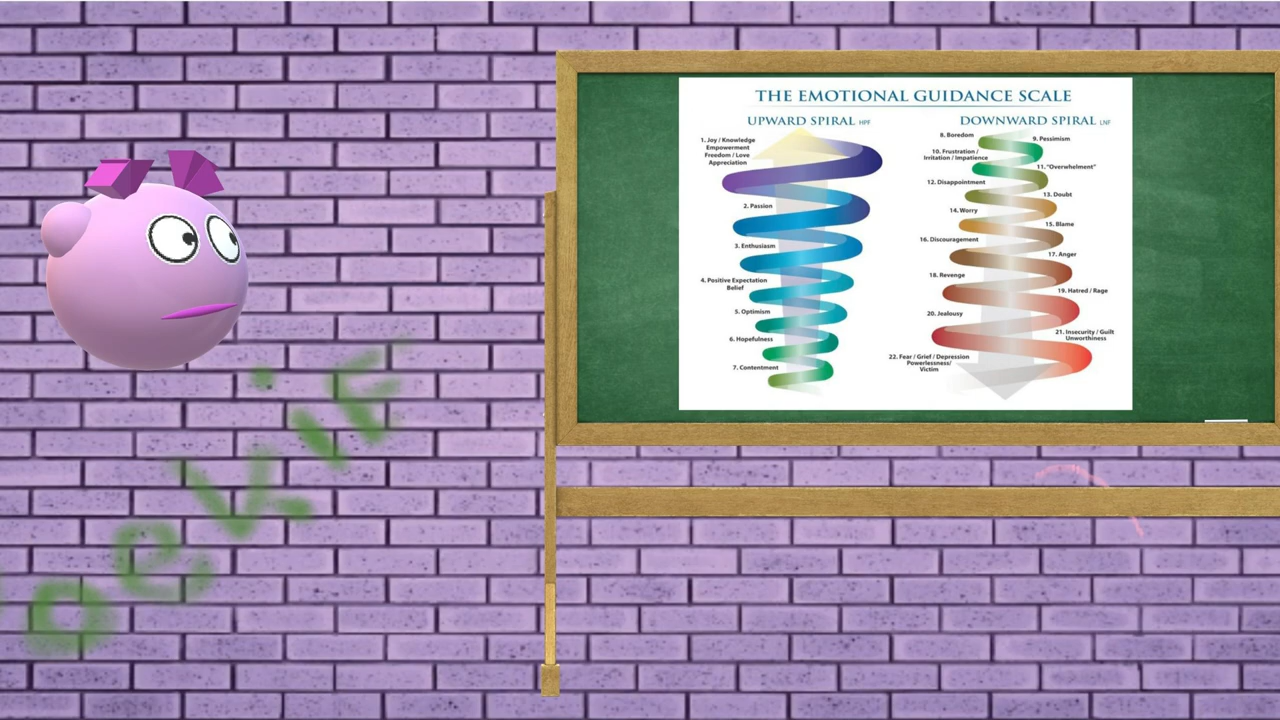 THE EMOTIONAL GUIDANCE SCALE
UPWARD SPIRAL HPF
1. Joy / Knowledge
Empowerment
Freedom / Love
Appreciation
2. Passion
3. Enthusiasm
4. Positive Expectation
Belief
5. Optimism
6. Hopefulness
7. Contentment
DOWNWARD SPIRAL LNF
8. Boredom
9. Pessimism
10. Frustration /
Irritation / Impatience
11. "Overwhelment"
12. Disappointment
13. Doubt
14. Worry
15. Blame
16. Discouragement
17. Anger
18. Revenge
19. Hatred / Rage
20. Jealousy
21. Insecurity / Guilt
Unworthiness
22. Fear / Grief / Depression
Powerlessness/
Victim